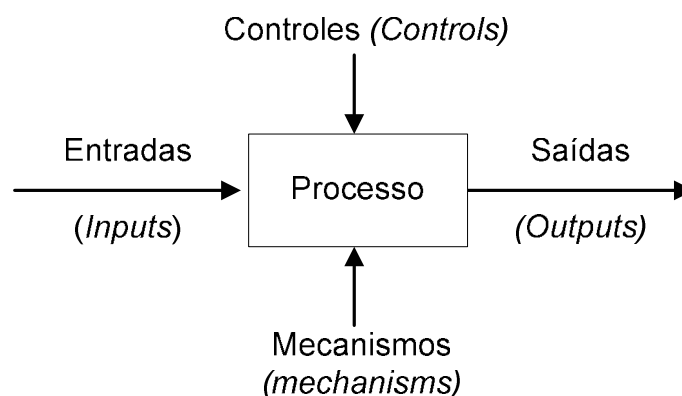 Controles (Controls)
Entradas
(Inputs)
Processo
Saídas
(Outputs)
Mecanismos
(mechanisms)